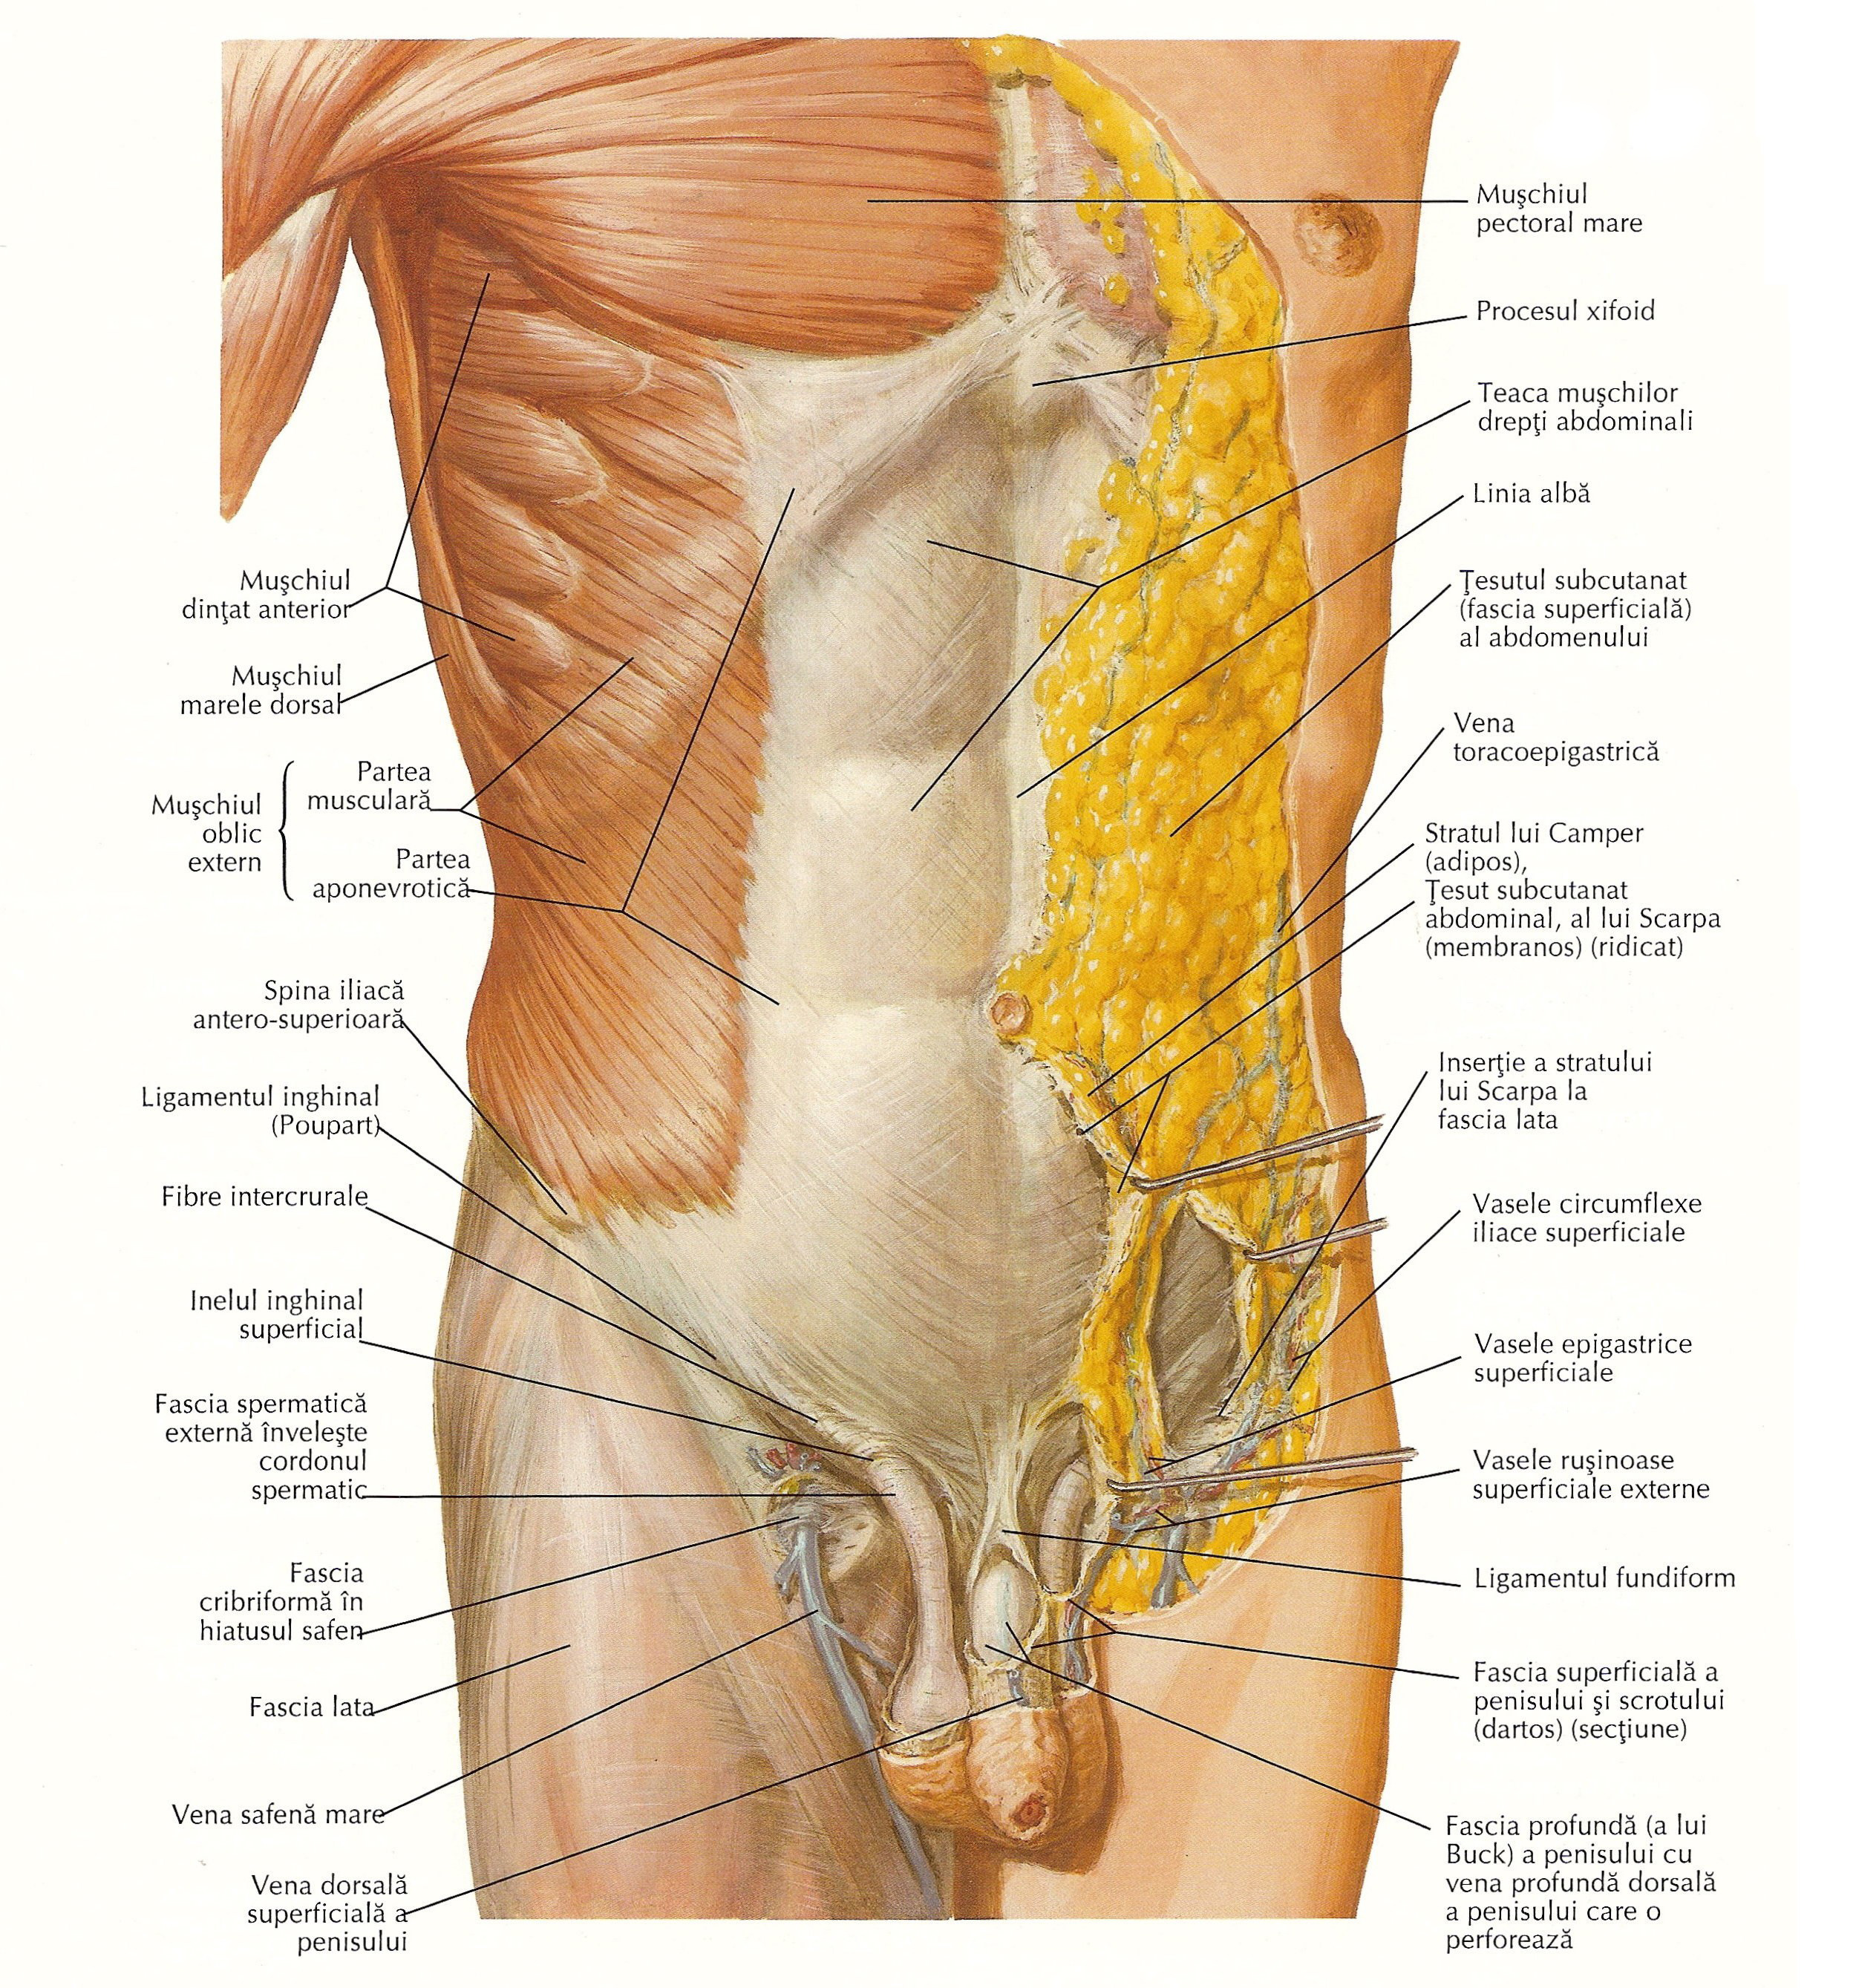 Muşchiul
dinţat anterior
Muşchiul
marele dorsal
Muşchiul
oblic
extern
Partea
musculară
Partea
aponevrotică
Spina iliacă
antero-superioară
Ligamentul inghinal
(Poupart)
Fibre intercrurale
Inelul inghinal
superficial
Fascia spermatică
externă înveleşte
cordonul
spermatic
Fascia
cribriformă în
hiatusul safen
Fascia lata
Vena safenă mare
Vena dorsală
superficială a
penisului
Muşchiul
pectoral mare
Procesul xifoid
Teaca muşchilor
drepţi abdominali
Linia albă
Ţesutul subcutanat
(fascia superficială)
al abdomenului
Vena
toracoepigastrică
Stratul lui Camper
(adipos),
Ţesut subcutanat
abdominal, al lui Scarpa
(membranos) (ridicat)
Inserţie a stratului
lui Scarpa la
fascia lata
Vasele circumflexe
iliace superficiale
Vasele epigastrice
superficiale
Vasele ruşinoase
superficiale externe
Ligamentul fundiform
Fascia superficială a
penisului şi scrotului
(dartos) (secţiune)
Fascia profundă (a lui
Buck) a penisului cu
vena profundă dorsală
a penisului care o
perforează